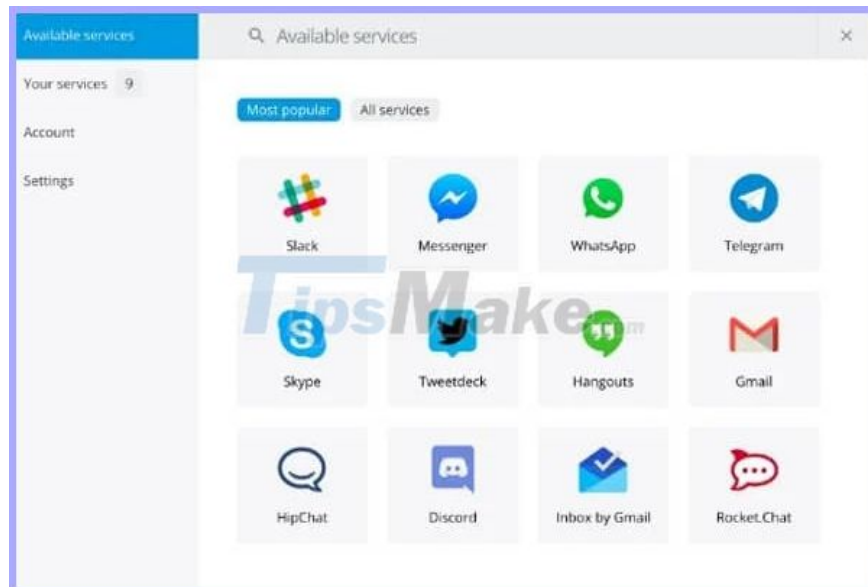 Available services
Available services
Your services 9
Account
Settings
Most popular All services
Slack Messenger WhatsApp Telegram
TipsMake.com
Skype Tweetdeck Hangouts Gmail
HipChat Discord Inbox by Gmail Rocket.Chat